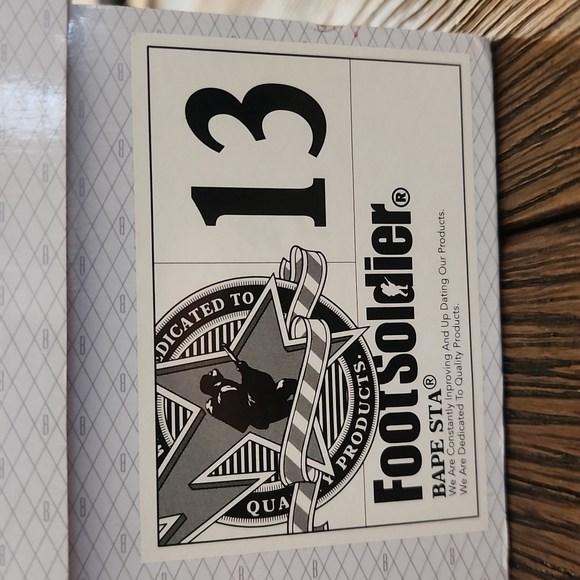 DEDICATED TO
QUA Y PRODUCTS.
13
FootSoldier®
BAPE STA®
We Are Constantly Inproving And Up Dating Our Products.
We Are Dedicated To Quality Products.